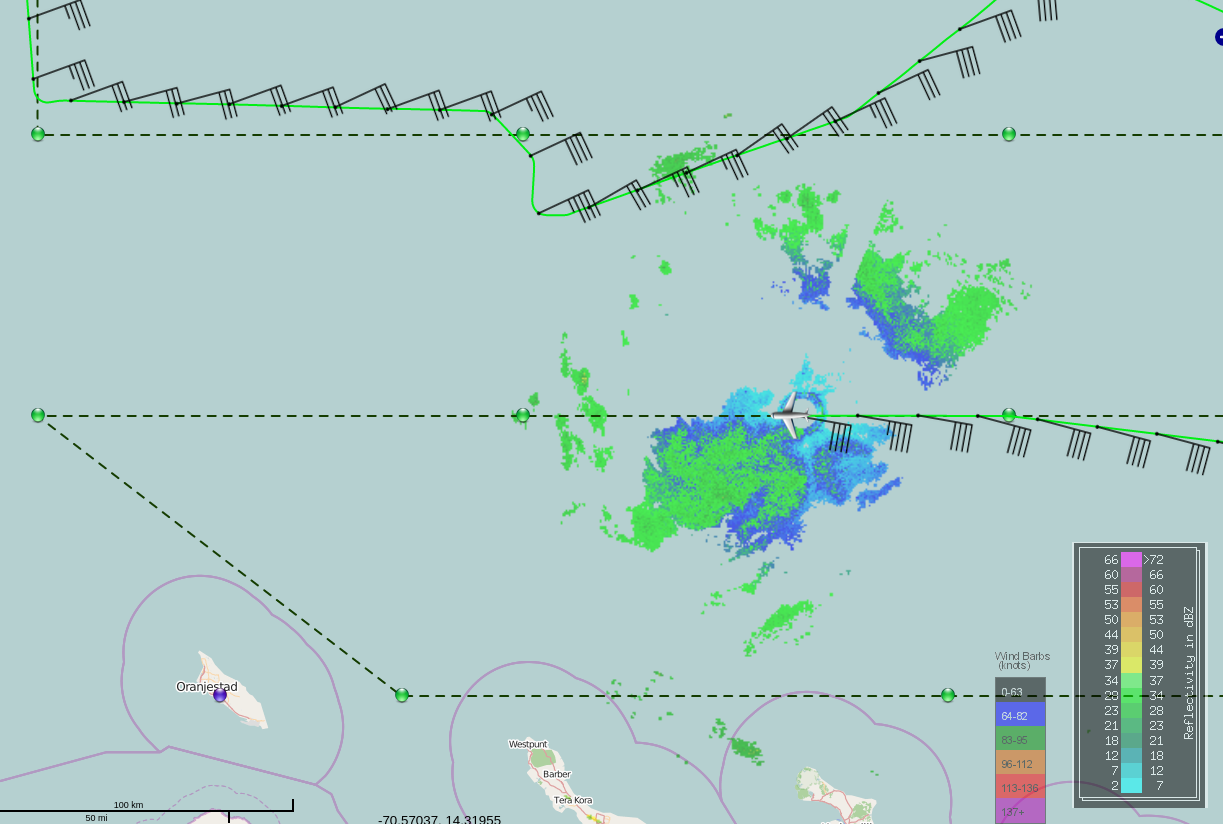 Oranjestad
Westpunt
Barber
Tera Kora
100 km
50 mi
-70.57037, 14.31955
Wind Barbs
(knots)
0-63
64-82
83-95
96-112
113-136
137+
66 >72
60 66
55 60
53 55
50 53
44 50
39 44
37 39
34 37
28 34
23 28
21 23
18 21
12 18
7 12
2 7
Reflectivity in dBZ